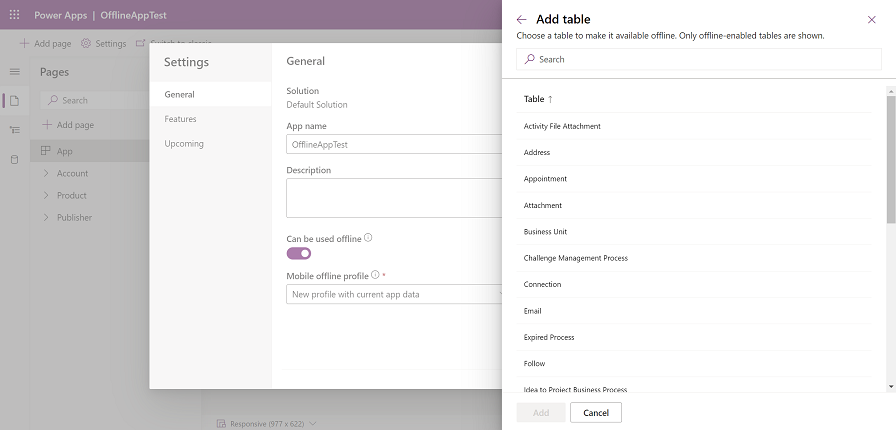 Power Apps | OfflineAppTest
Add page
Settings
Switch to classic
Pages
Search
Add page
App
Account
Product
Publisher
Settings
General
Features
Upcoming
General
Solution
Default Solution
App name
OfflineAppTest
Description
Can be used offline
Mobile offline profile *
New profile with current app data
Responsive (977 x 622)
Add table
Choose a table to make it available offline. Only offline-enabled tables are shown.
Search
Table ↑
Activity File Attachment
Address
Appointment
Attachment
Business Unit
Challenge Management Process
Connection
Email
Expired Process
Follow
Idea to Project Business Process
Add
Cancel